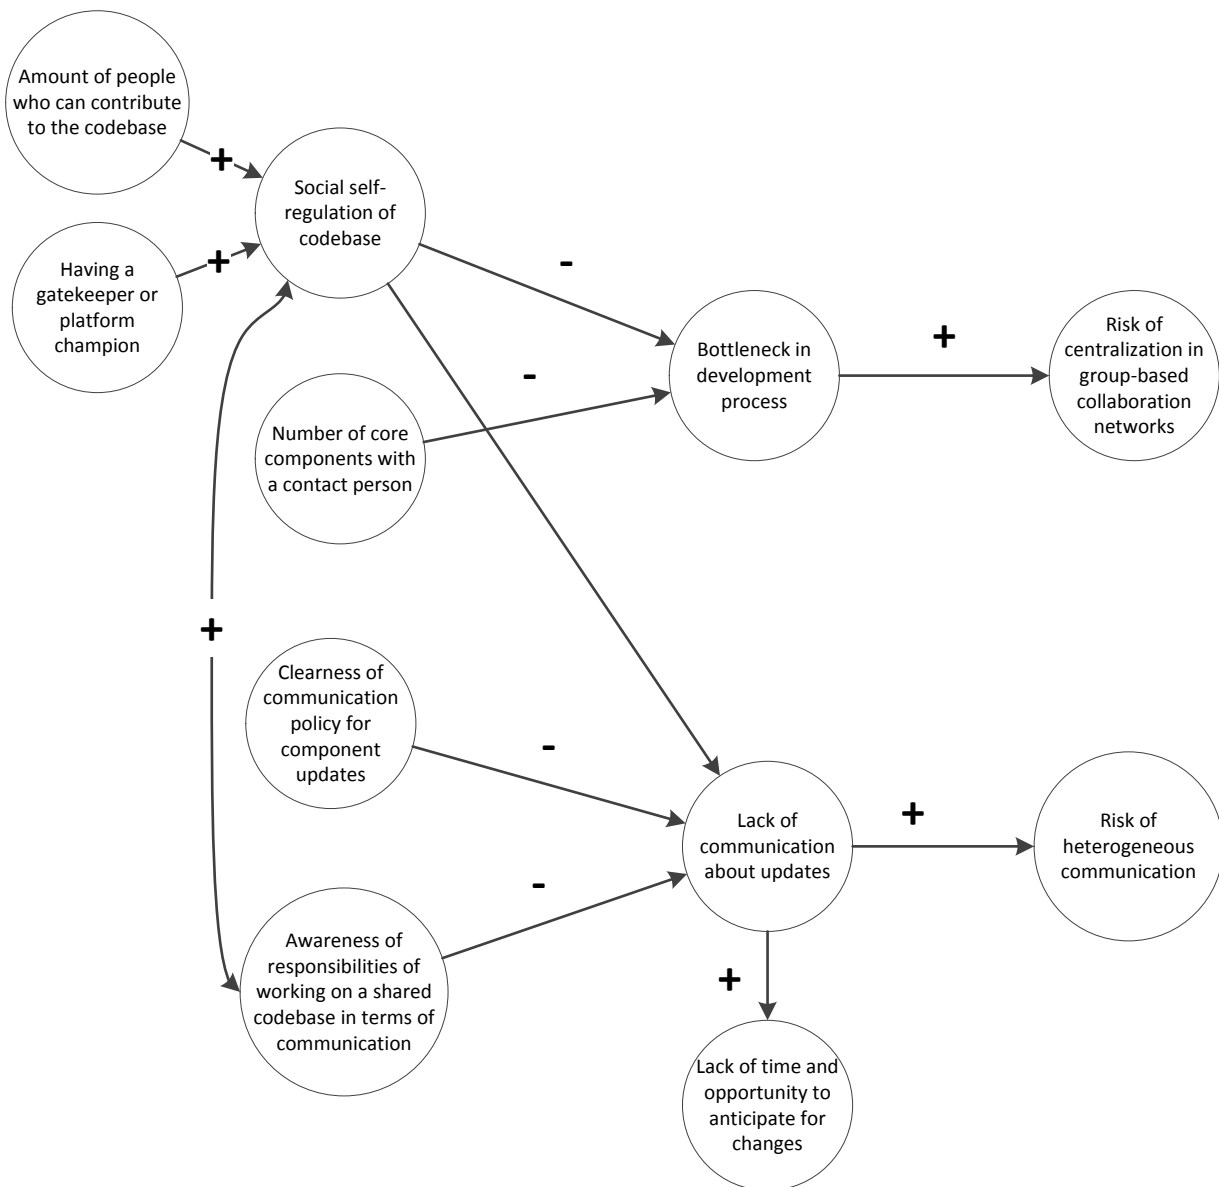 Amount of people
who can contribute
to the codebase
+
Social self-
regulation of
codebase
+
Having a
gatekeeper or
platform
champion
-
Bottleneck in
development
process
+
Risk of
centralization in
group-based
collaboration
networks
-
Number of core
components with
a contact person
+
Clearness of
communication
policy for
component
updates
-
Lack of
communication
about updates
+
Risk of
heterogeneous
communication
-
Awareness of
responsibilities of
working on a shared
codebase in terms of
communication
+
Lack of time and
opportunity to
anticipate for
changes